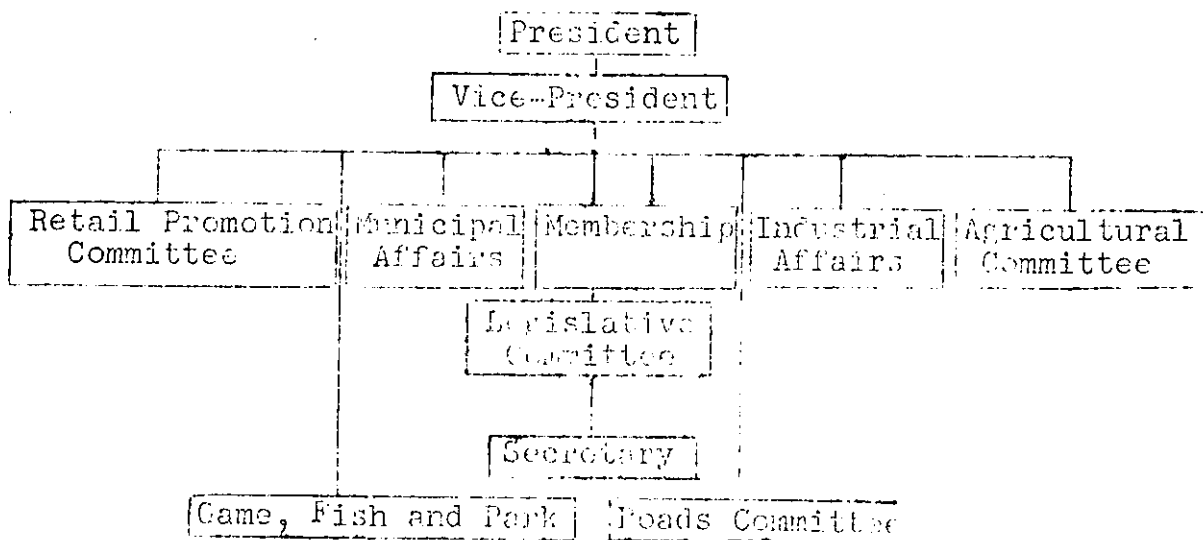 President
Vice-President
Retail Promotion
Committee
Municipal
Affairs
Membership
Industrial
Affairs
Agricultural
Committee
Legislative
Committee
Secretary
Game, Fish and Park
Roads Committee